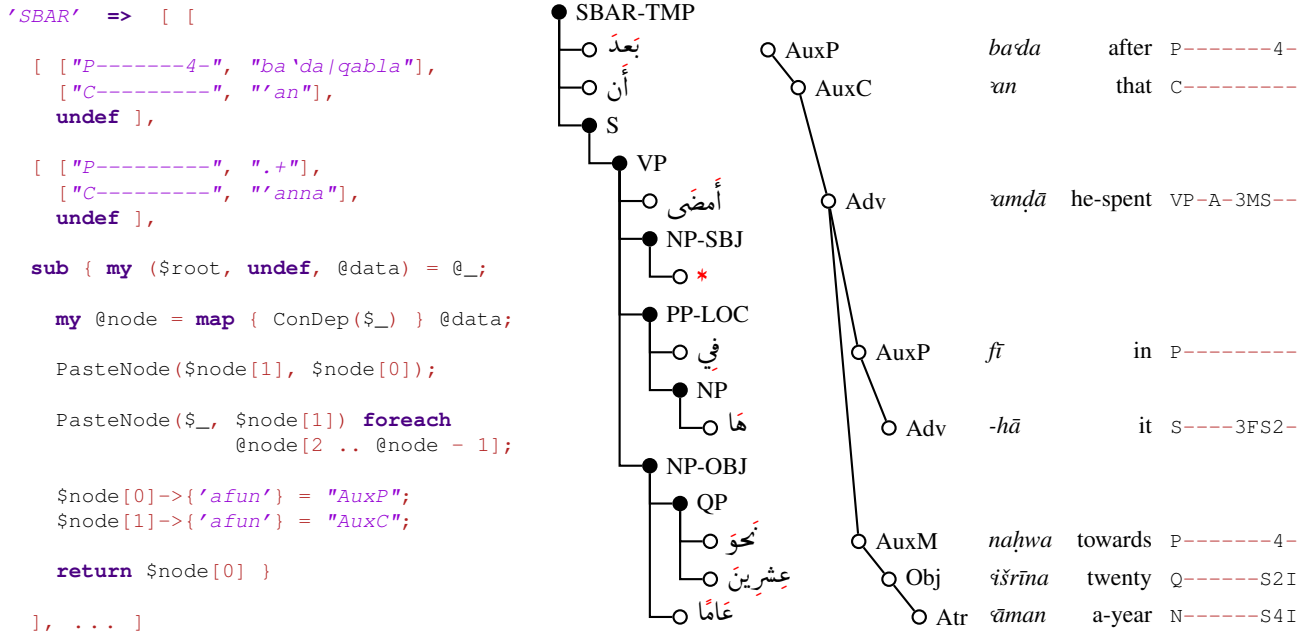 'SBAR' => [ [
[ ["P-------4-", "ba`da|qabla"],
["C---------", "'an"],
undef ],
[ ["P---------", ".+"],
["C---------", "'anna"],
undef ],
sub { my ($root, undef, @data) = @_;
my @node = map { ConDep($_) } @data;
PasteNode($node[1], $node[0]);
PasteNode($_, $node[1]) foreach
@node[2 .. @node - 1];
$node[0]->{'afun'} = "AuxP";
$node[1]->{'afun'} = "AuxC";
return $node[0] }
], ... ]
SBAR-TMP
بَعدَ
أَن
S
VP
أَمضَى
NP-SBJ
*
PP-LOC
فِي
NP
هَا
NP-OBJ
QP
نَحوَ
عِشرِينَ
عَامًا
AuxP baʿda after P-------4-
AuxC ʾan that C---------
Adv ʾamḍā he-spent VP-A-3MS--
AuxP fī in P---------
Adv -hā it S----3FS2-
AuxM naḥwa towards P-------4-
Obj ʿišrīna twenty Q------S2I
Atr ʿāman a-year N------S4I